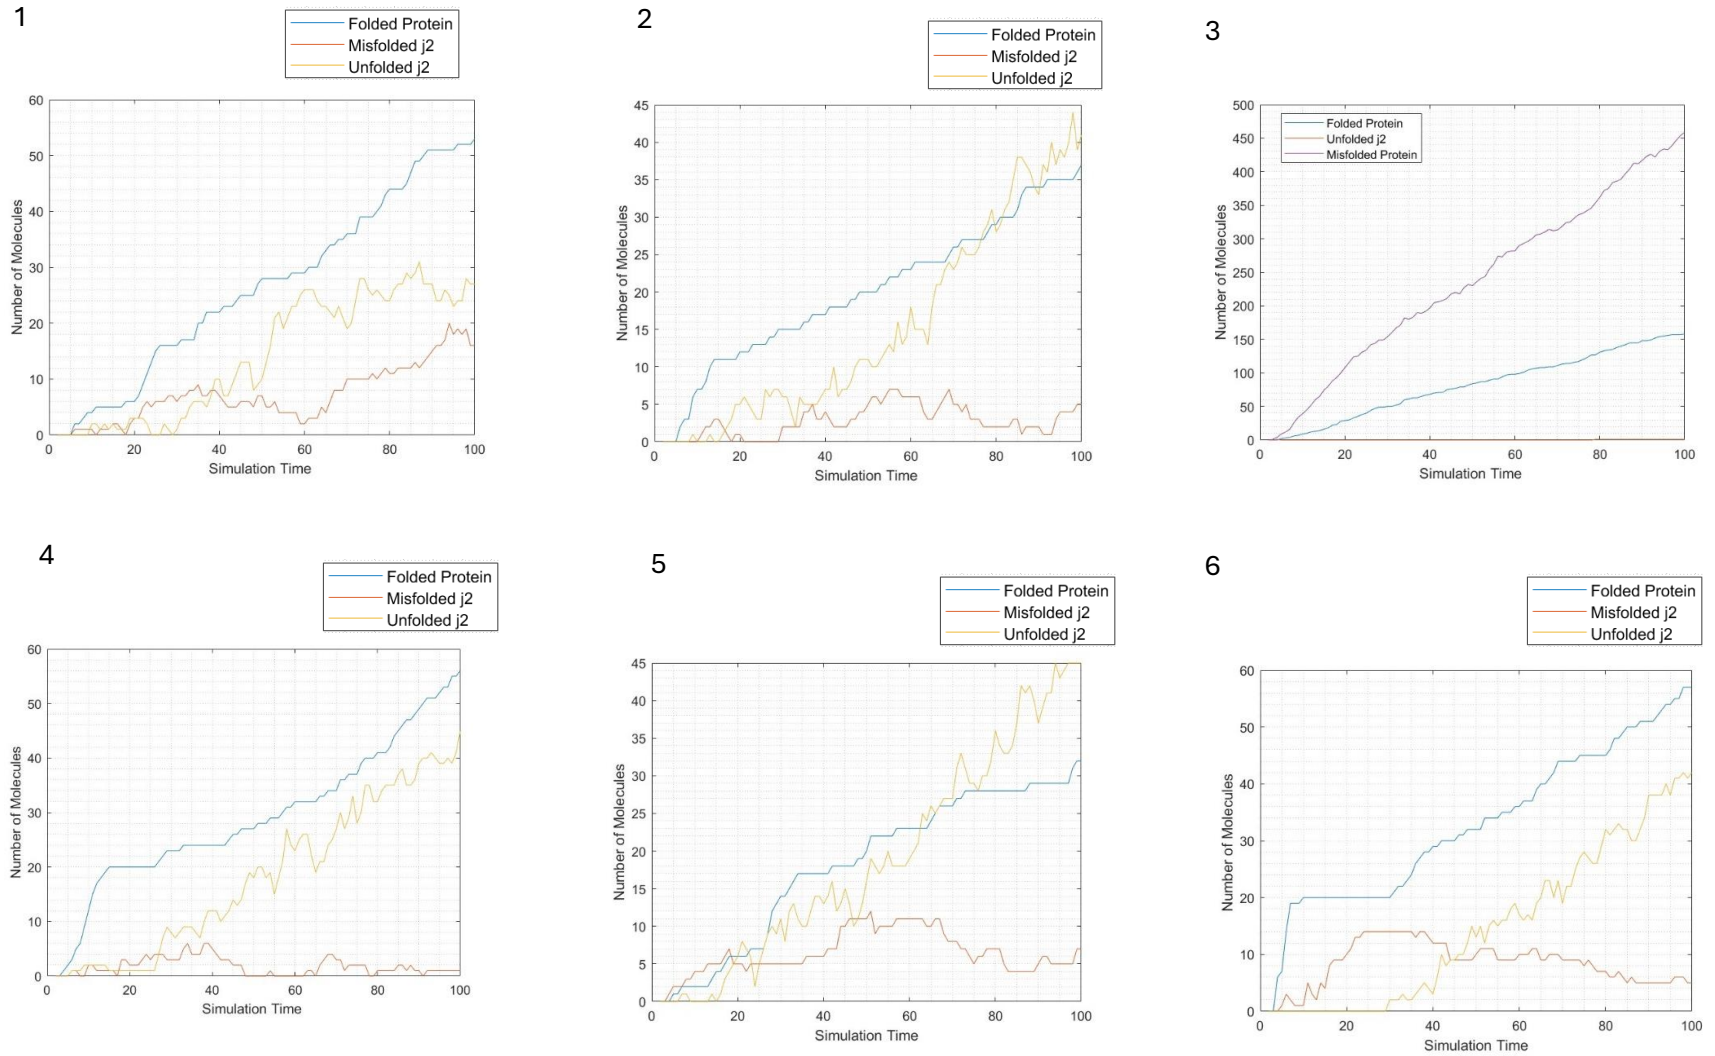 1
Folded Protein
Misfolded j2
Unfolded j2
60
50
40
30
20
10
0
Number of Molecules
0 20 40 60 80 100
Simulation Time
2
Folded Protein
Misfolded j2
Unfolded j2
45
40
35
30
25
20
15
10
5
0
Number of Molecules
0 20 40 60 80 100
Simulation Time
3
Folded Protein
Unfolded j2
Misfolded Protein
500
450
400
350
300
250
200
150
100
50
0
Number of Molecules
0 20 40 60 80 100
Simulation Time
4
Folded Protein
Misfolded j2
Unfolded j2
60
50
40
30
20
10
0
Number of Molecules
0 20 40 60 80 100
Simulation Time
5
Folded Protein
Misfolded j2
Unfolded j2
45
40
35
30
25
20
15
10
5
0
Number of Molecules
0 20 40 60 80 100
Simulation Time
6
Folded Protein
Misfolded j2
Unfolded j2
60
50
40
30
20
10
0
Number of Molecules
0 20 40 60 80 100
Simulation Time